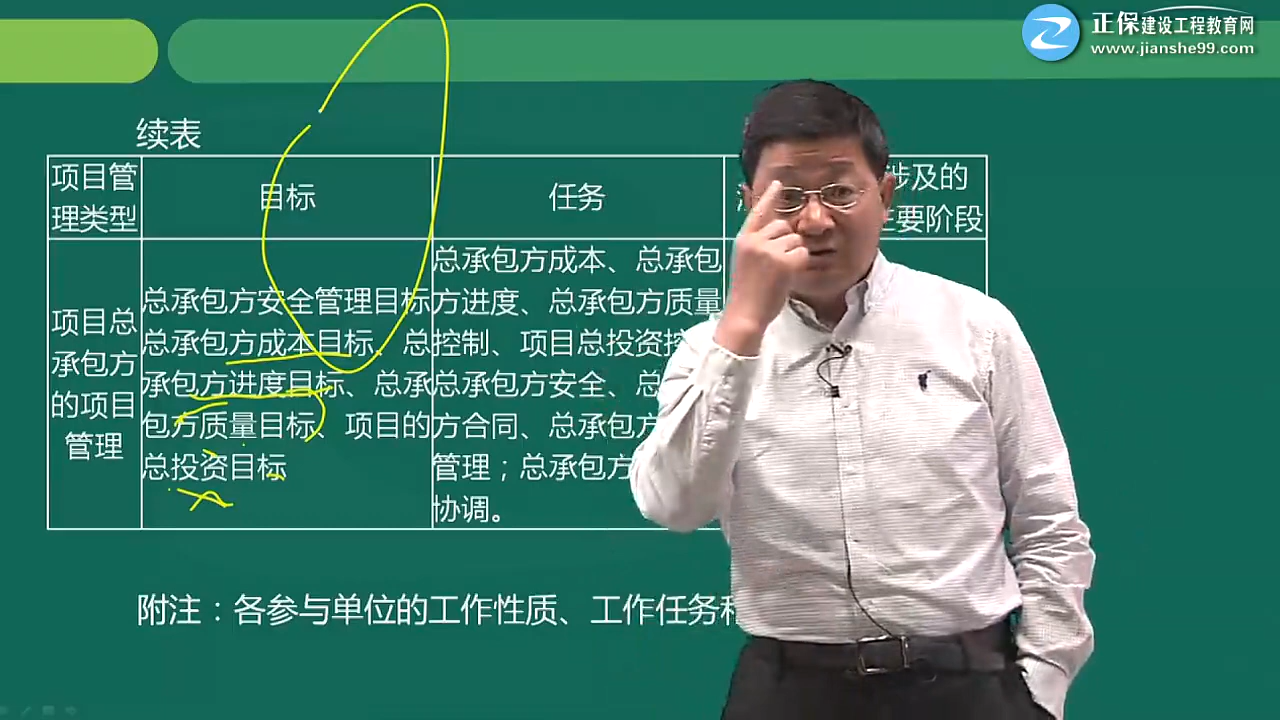 正保建设工程教育网
www.jianshe99.com
续表
项目管
理类型
目标
任务
涉及的
主要阶段
项目总
承包方
的项目
管理
总承包方安全管理目标
总承包方成本目标、总
承包方进度目标、总承
包方质量目标、项目的
总投资目标
总承包方成本、总承包
方进度、总承包方质量
控制、项目总投资控
总承包方安全、总
方合同、总承包方
管理；总承包方
协调。
附注：各参与单位的工作性质、工作任务和